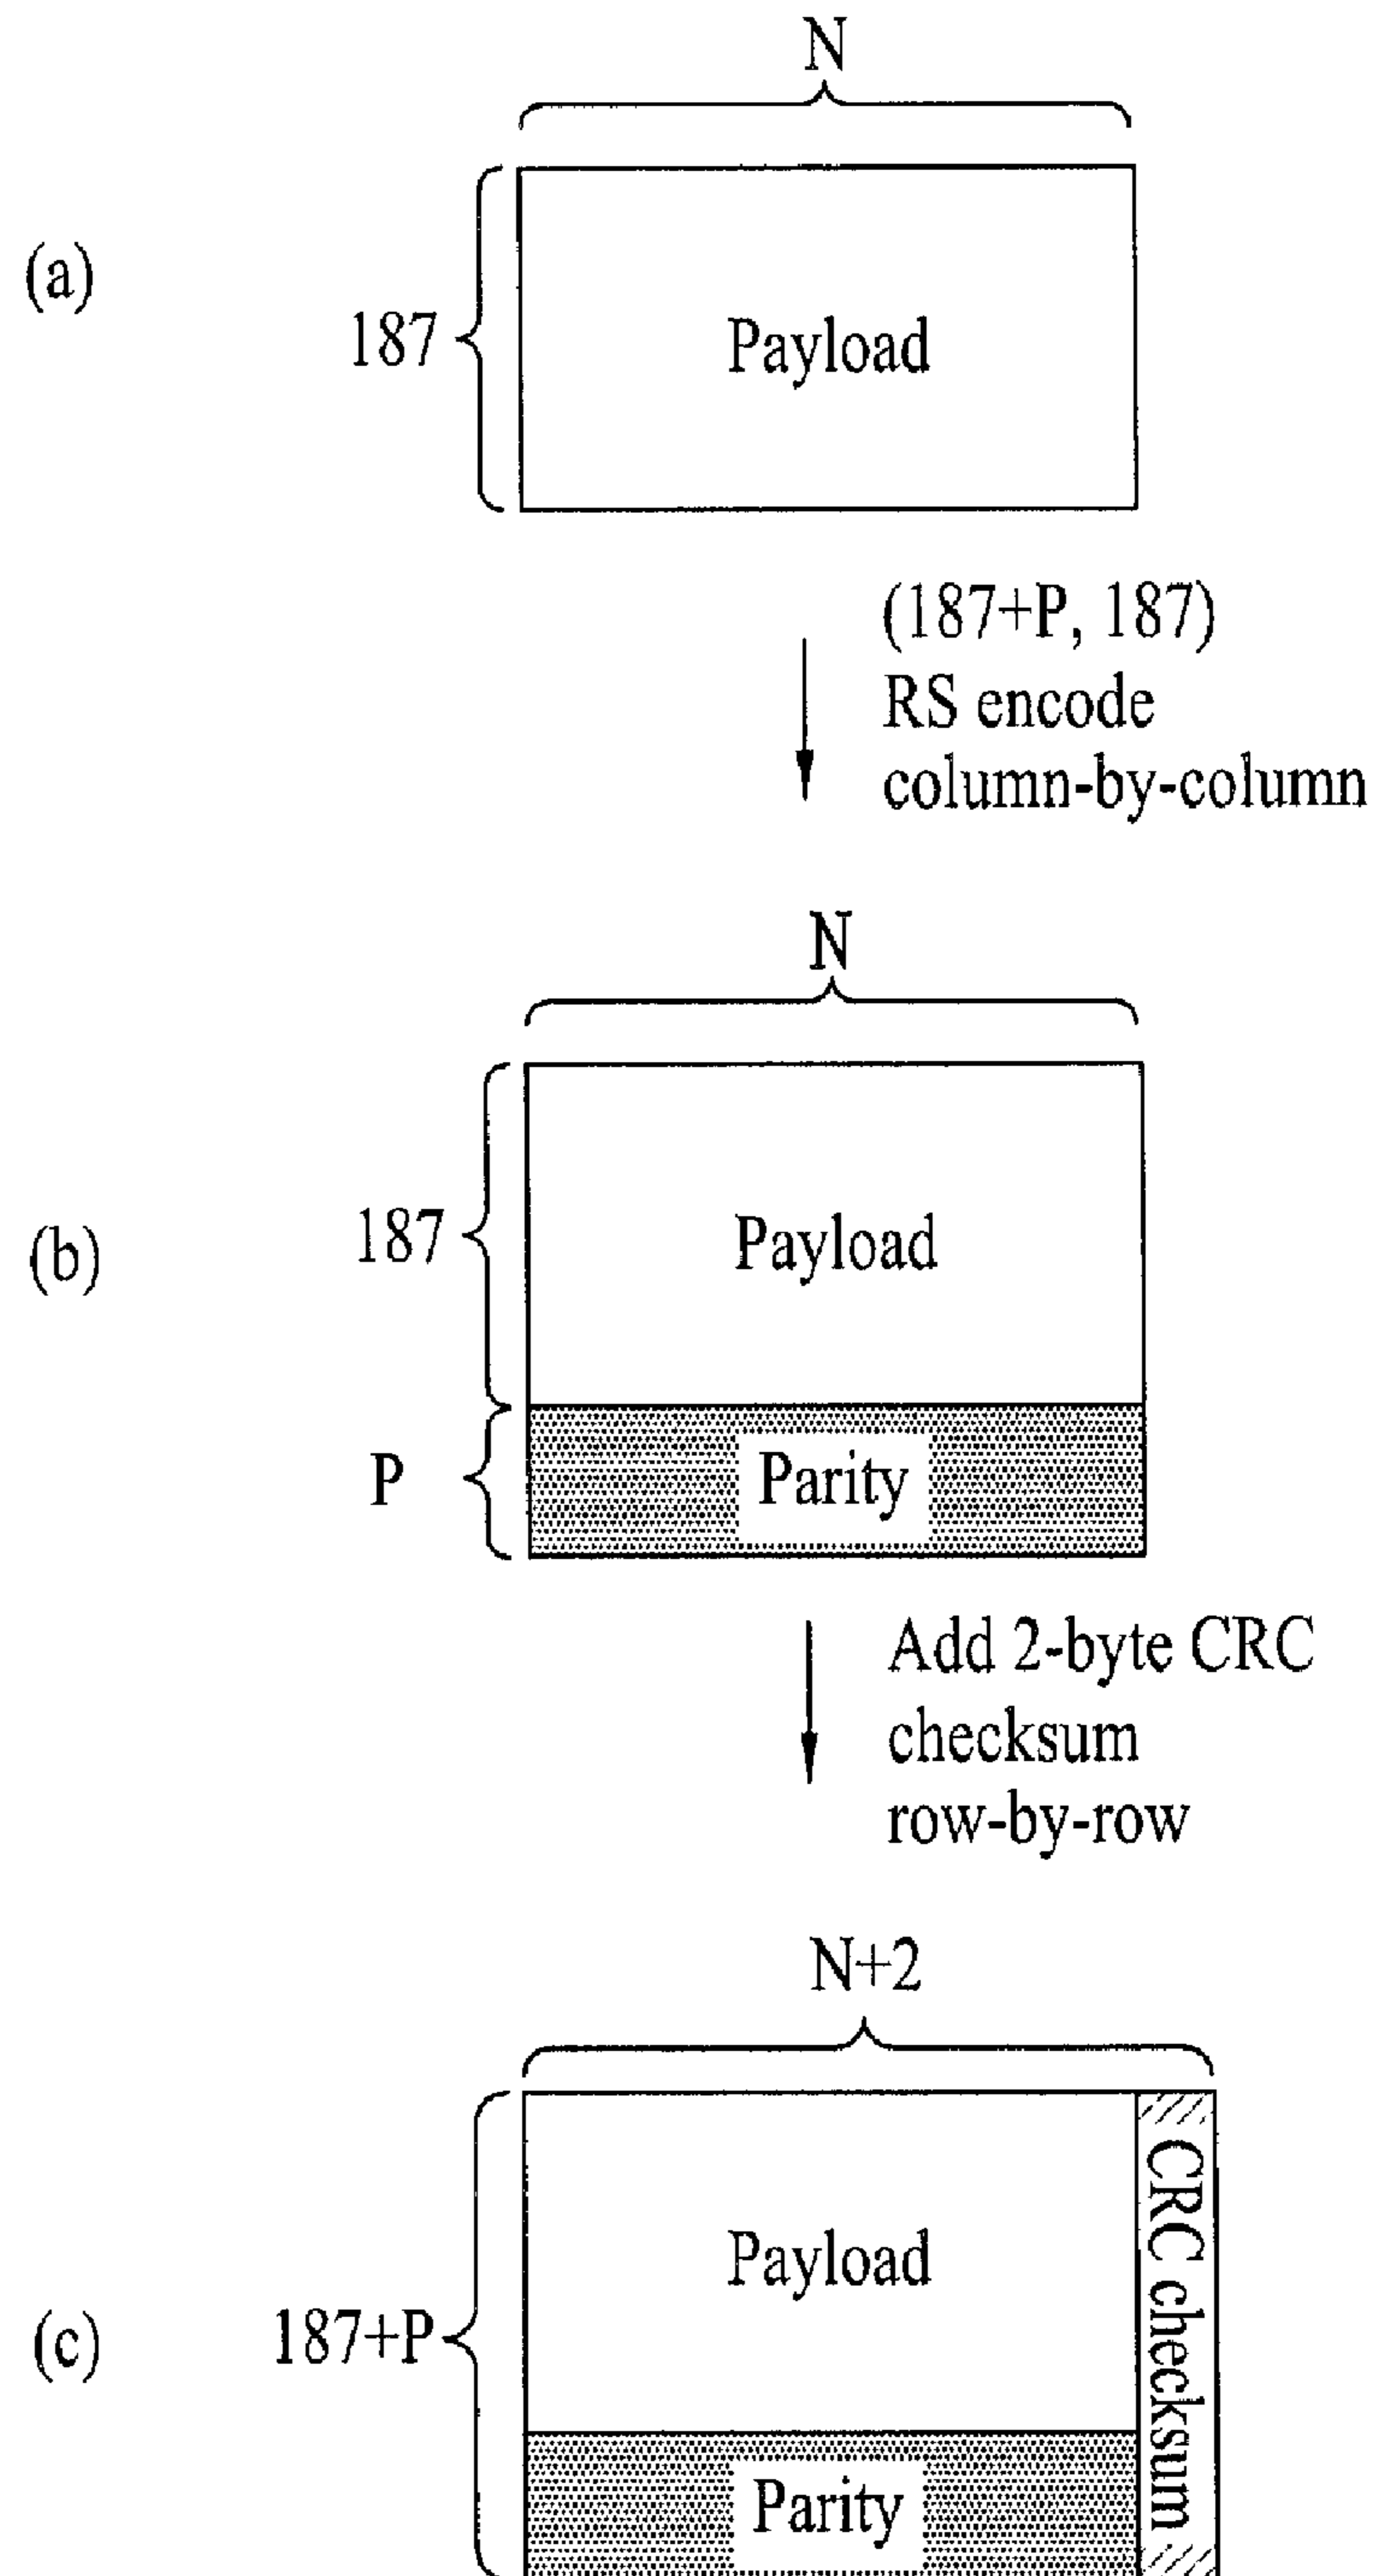 N
(a)
187
Payload
(187+P, 187)
RS encode
column-by-column
N
(b)
187
Payload
P
Parity
Add 2-byte CRC
checksum
row-by-row
N+2
(c)
187+P
Payload
CRC checksum
Parity